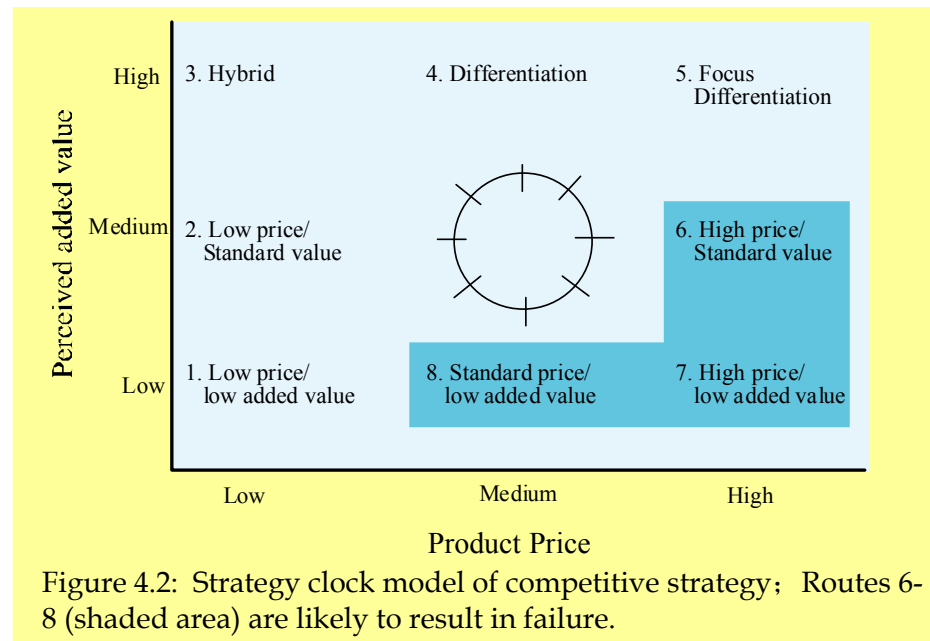 Perceived added value
High
3. Hybrid
4. Differentiation
5. Focus
Differentiation
Medium
2. Low price/
Standard value
6. High price/
Standard value
Low
1. Low price/
low added value
8. Standard price/
low added value
7. High price/
low added value
Low
Medium
High
Product Price
Figure 4.2: Strategy clock model of competitive strategy; Routes 6-
8 (shaded area) are likely to result in failure.